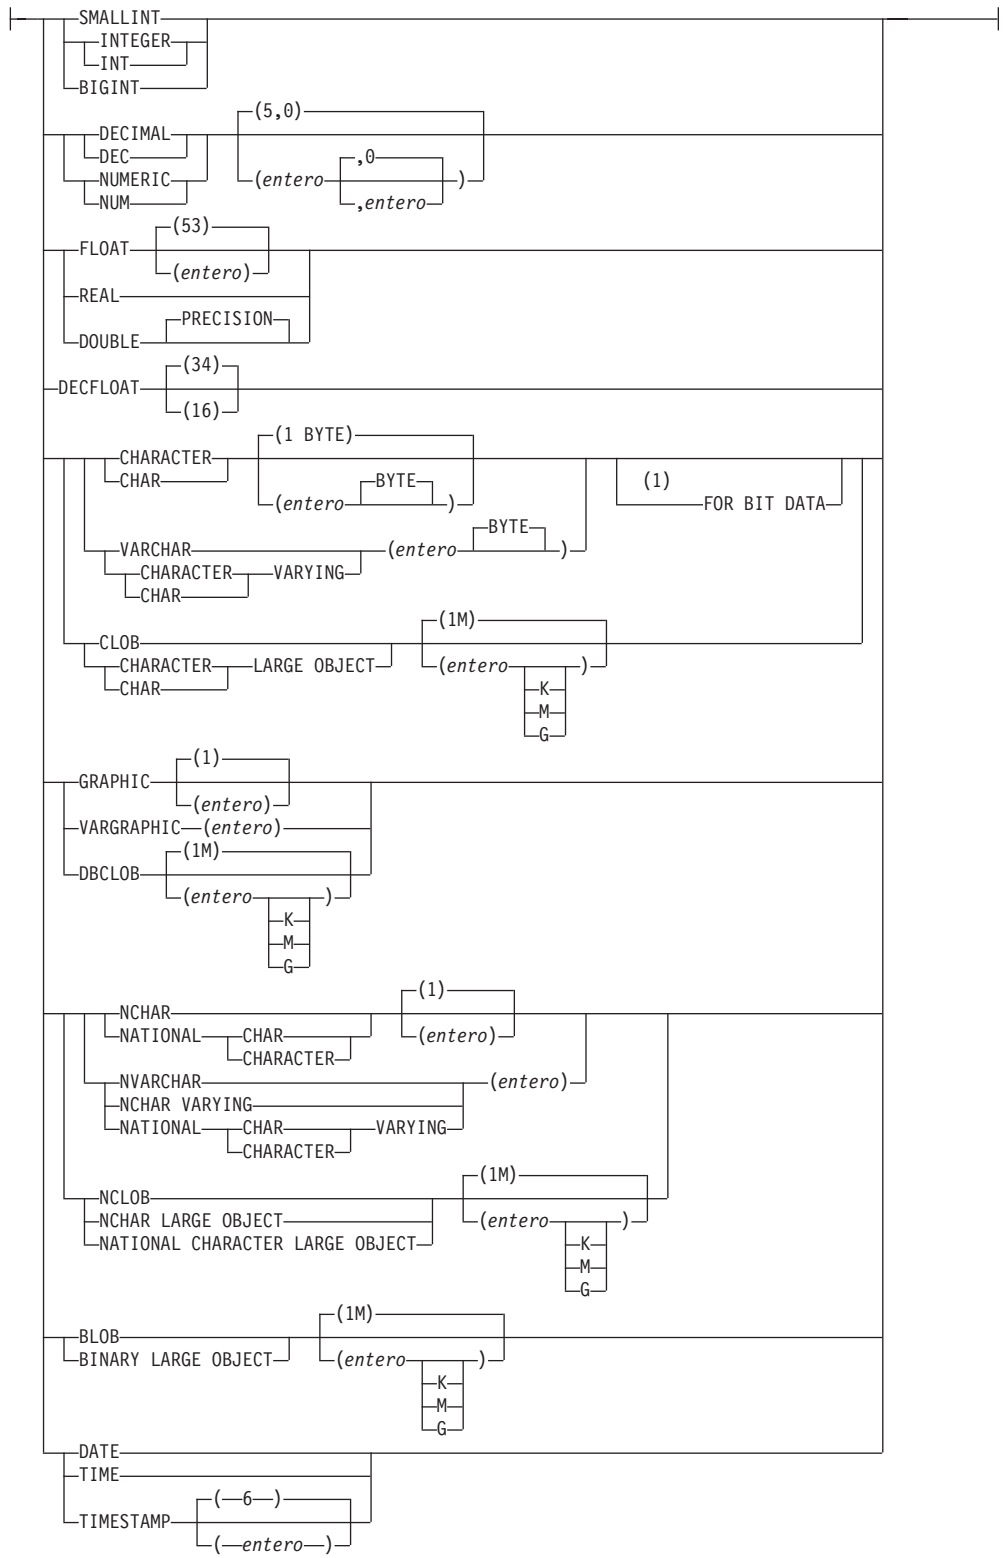 SMALLINT
INTEGER
INT
BIGINT
(5,0)
DECIMAL
DEC ,0
NUMERIC (entero )
NUM ,entero
(53)
FLOAT
(entero)
REAL
PRECISION
DOUBLE
(34)
DECFLOAT
(16)
(1 BYTE)
CHARACTER
CHAR BYTE (1)
(entero ) FOR BIT DATA
BYTE
VARCHAR (entero )
CHARACTER VARYING
CHAR
(1M)
CLOB
CHARACTER LARGE OBJECT (entero )
CHAR K
M
G
(1)
GRAPHIC
(entero)
VARGRAPHIC (entero)
(1M)
DBCLOB
(entero )
K
M
G
(1)
NCHAR
NATIONAL CHAR (entero)
CHARACTER
NVARCHAR (entero)
NCHAR VARYING
NATIONAL CHAR VARYING
CHARACTER
(1M)
NCLOB
NCHAR LARGE OBJECT (entero )
NATIONAL CHARACTER LARGE OBJECT K
M
G
(1M)
BLOB
BINARY LARGE OBJECT (entero )
K
M
G
DATE
TIME
( 6 )
TIMESTAMP
( entero )